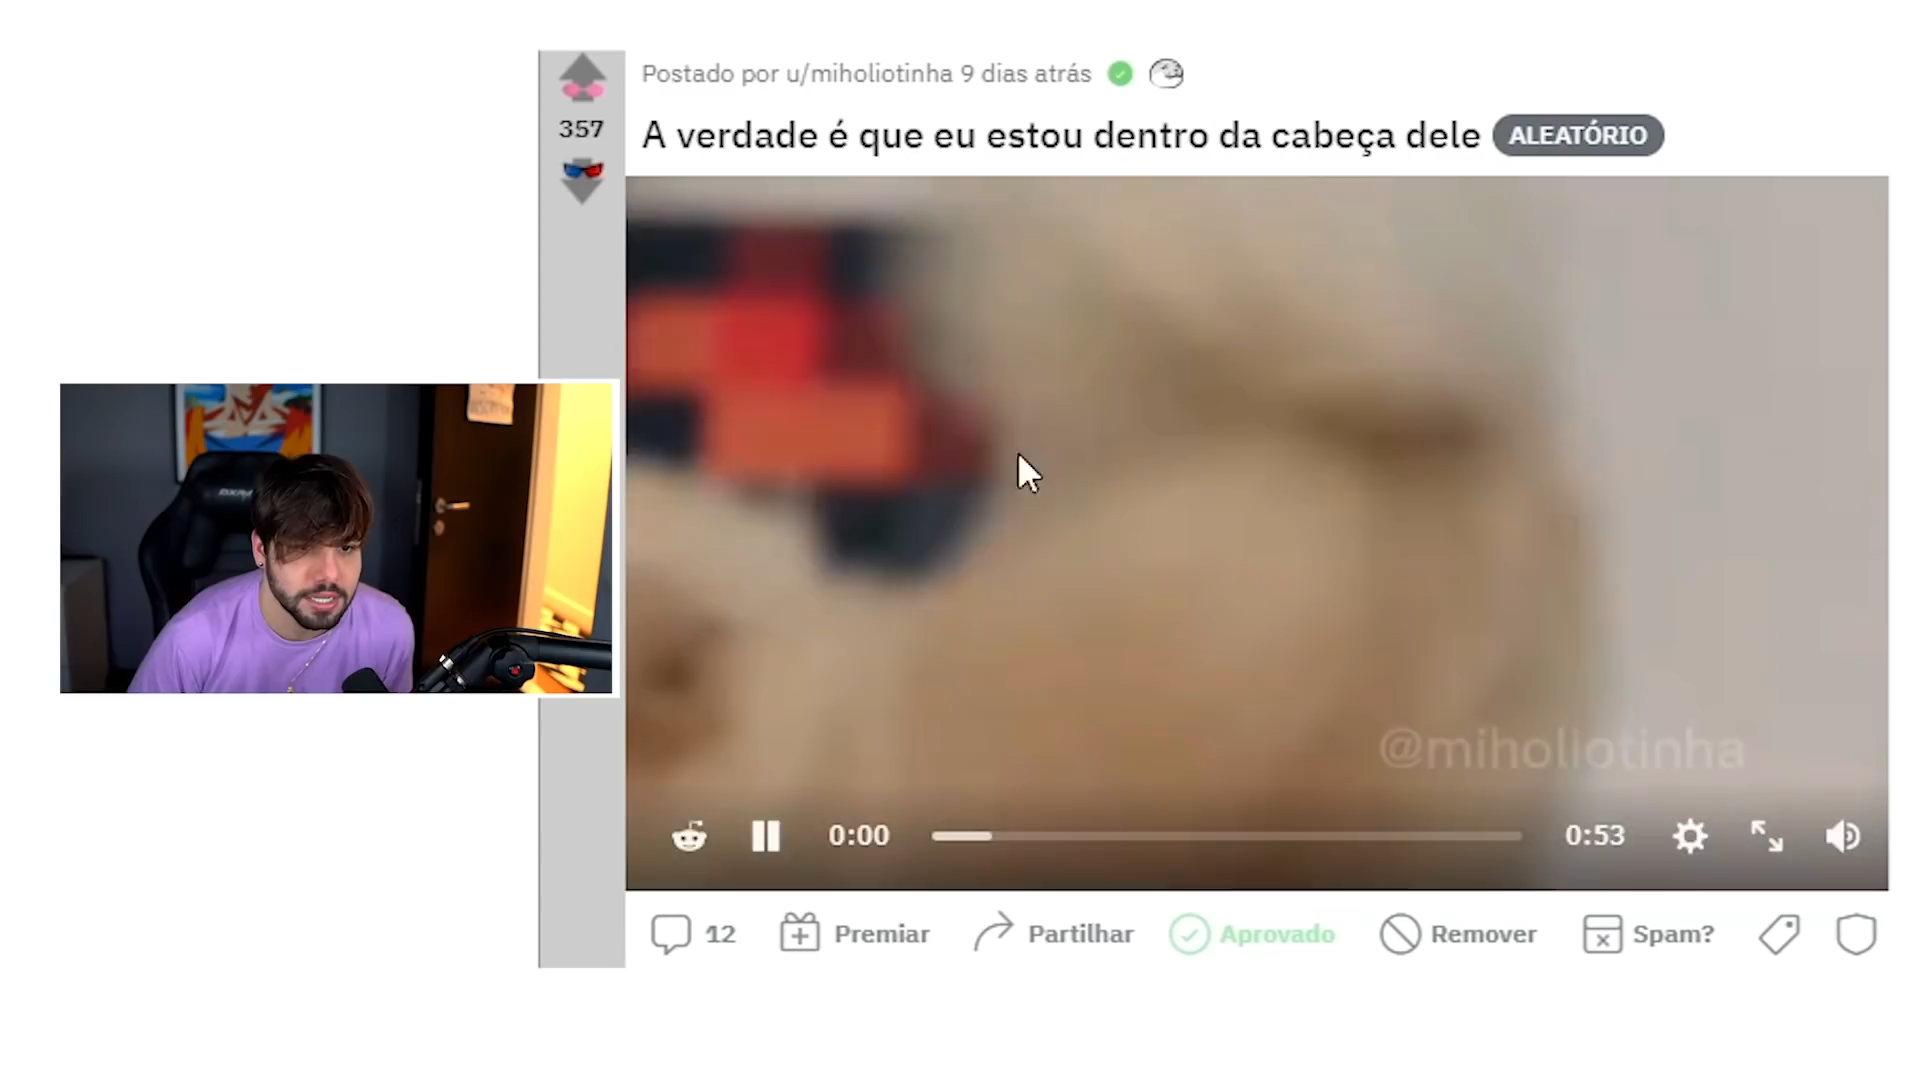 Postado por u/miholiotinha 9 dias atrás
357
A verdade é que eu estou dentro da cabeça dele
ALEATÓRIO
@miholiotinha
0:00
0:53
12
Premiar
Partilhar
Aprovado
Remover
Spam?